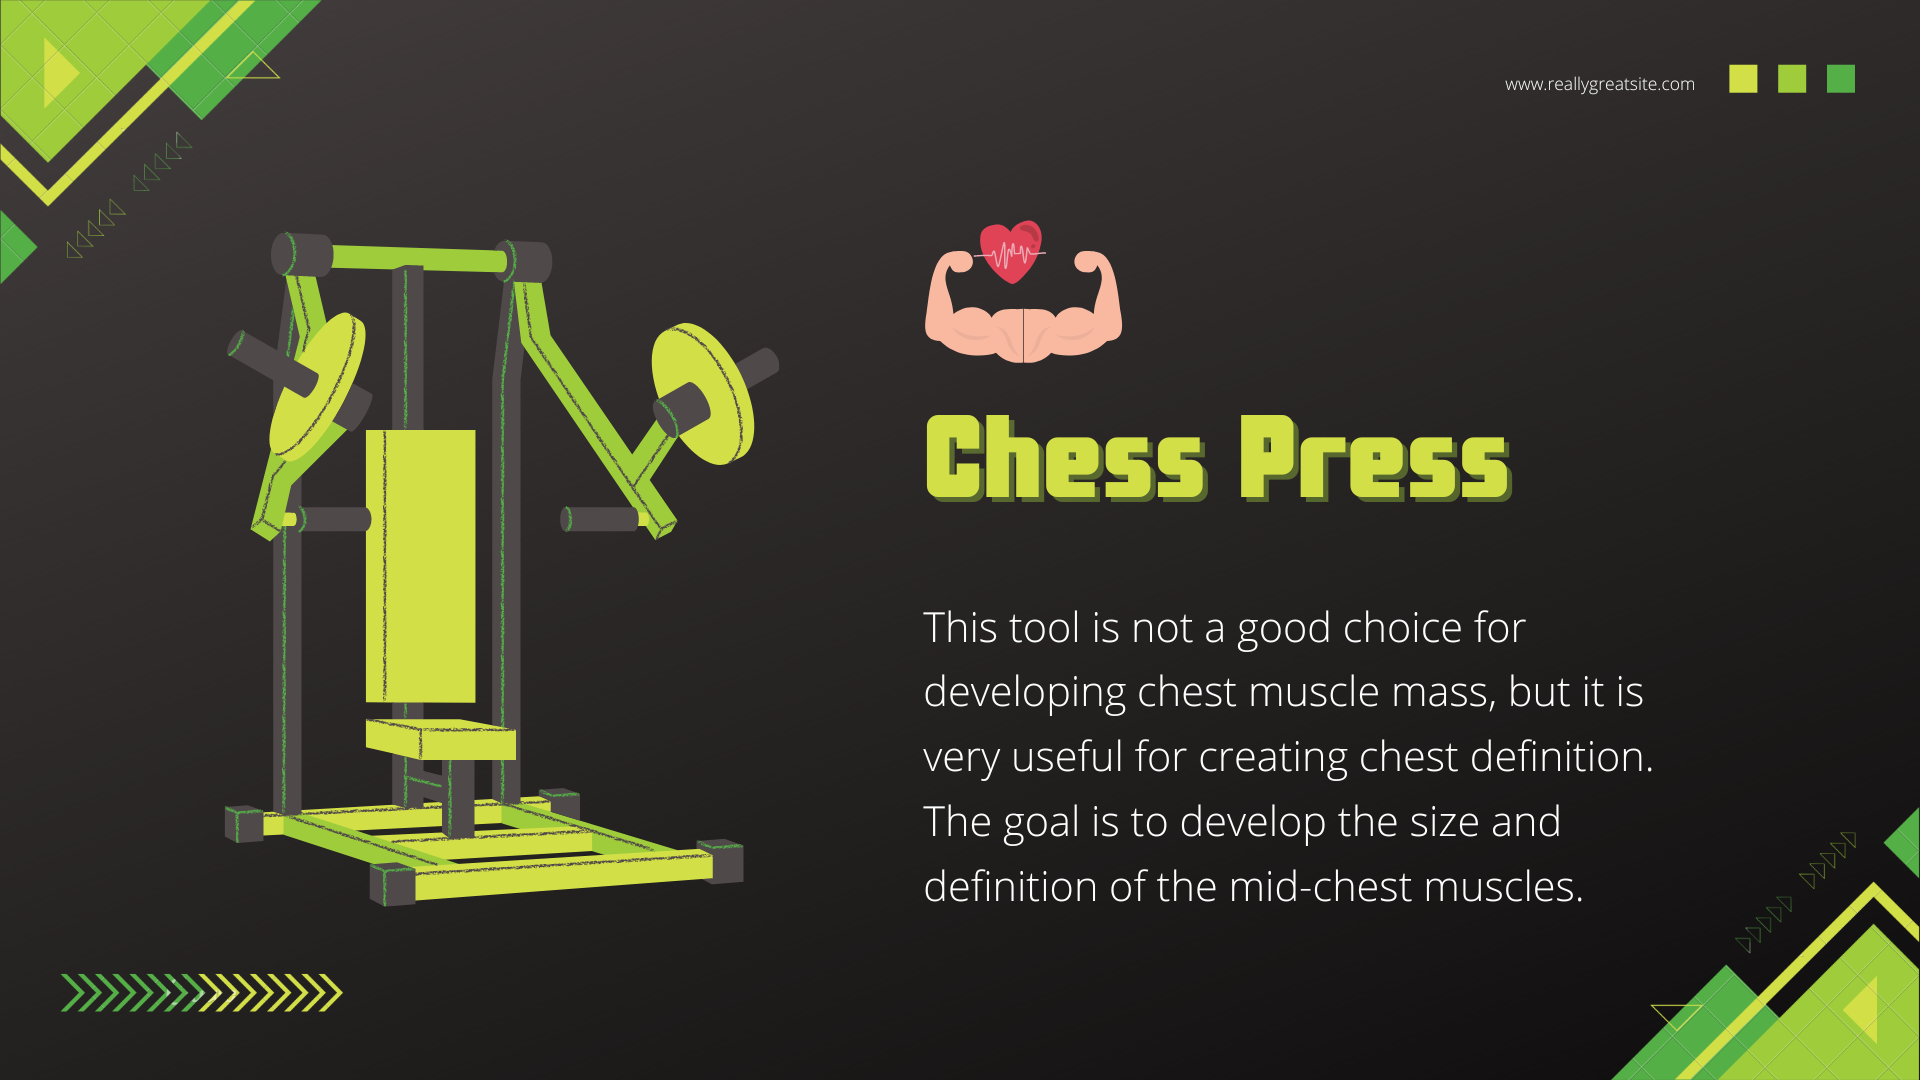 www.reallygreatsite.com
Chess Press
This tool is not a good choice for
developing chest muscle mass, but it is
very useful for creating chest definition.
The goal is to develop the size and
definition of the mid-chest muscles.